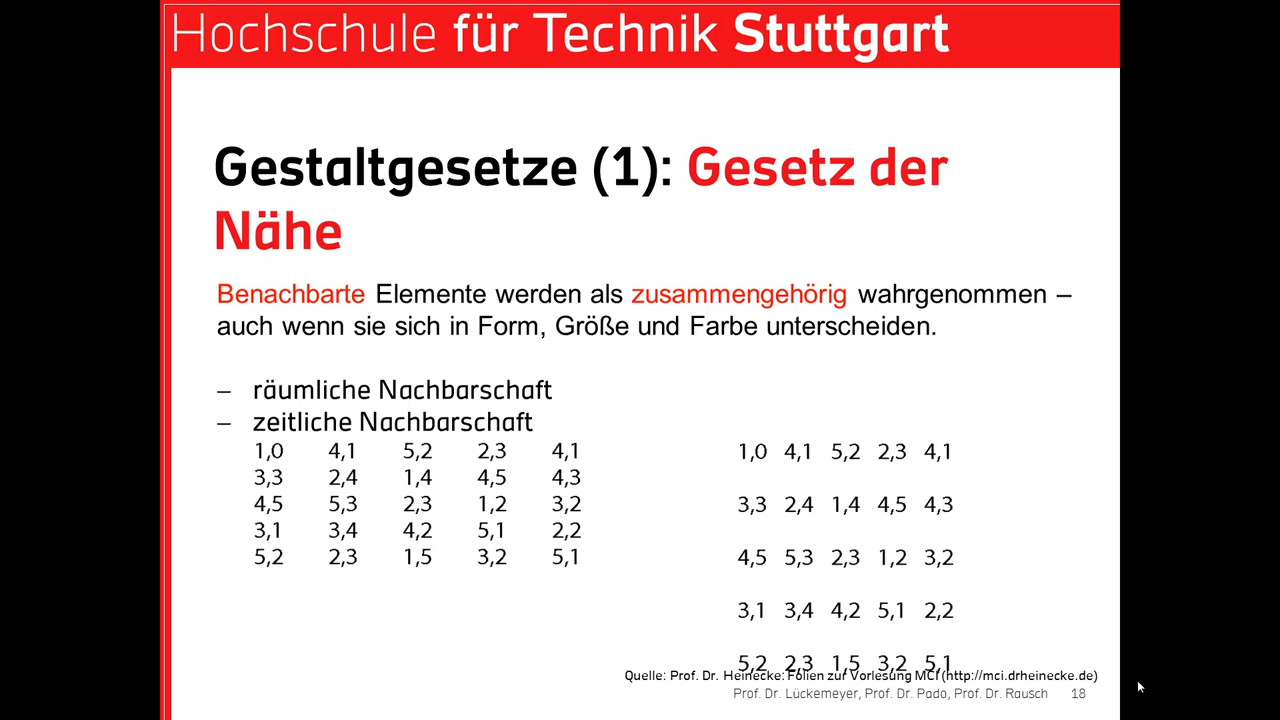 Hochschule für Technik Stuttgart
Gestaltgesetze (1): Gesetz der
Nähe
Benachbarte Elemente werden als zusammengehörig wahrgenommen –
auch wenn sie sich in Form, Größe und Farbe unterscheiden.
– räumliche Nachbarschaft
– zeitliche Nachbarschaft
1,0 4,1 5,2 2,3 4,1
3,3 2,4 1,4 4,5 4,3
4,5 5,3 2,3 1,2 3,2
3,1 3,4 4,2 5,1 2,2
5,2 2,3 1,5 3,2 5,1
1,0 4,1 5,2 2,3 4,1
3,3 2,4 1,4 4,5 4,3
4,5 5,3 2,3 1,2 3,2
3,1 3,4 4,2 5,1 2,2
5,2 2,3 1,5 3,2 5,1
Quelle: Prof. Dr. Heinecke: Folien zur Vorlesung MCI (http://mci.drheinecke.de)
Prof. Dr. Lückemeyer, Prof. Dr. Pado, Prof. Dr. Rausch 18